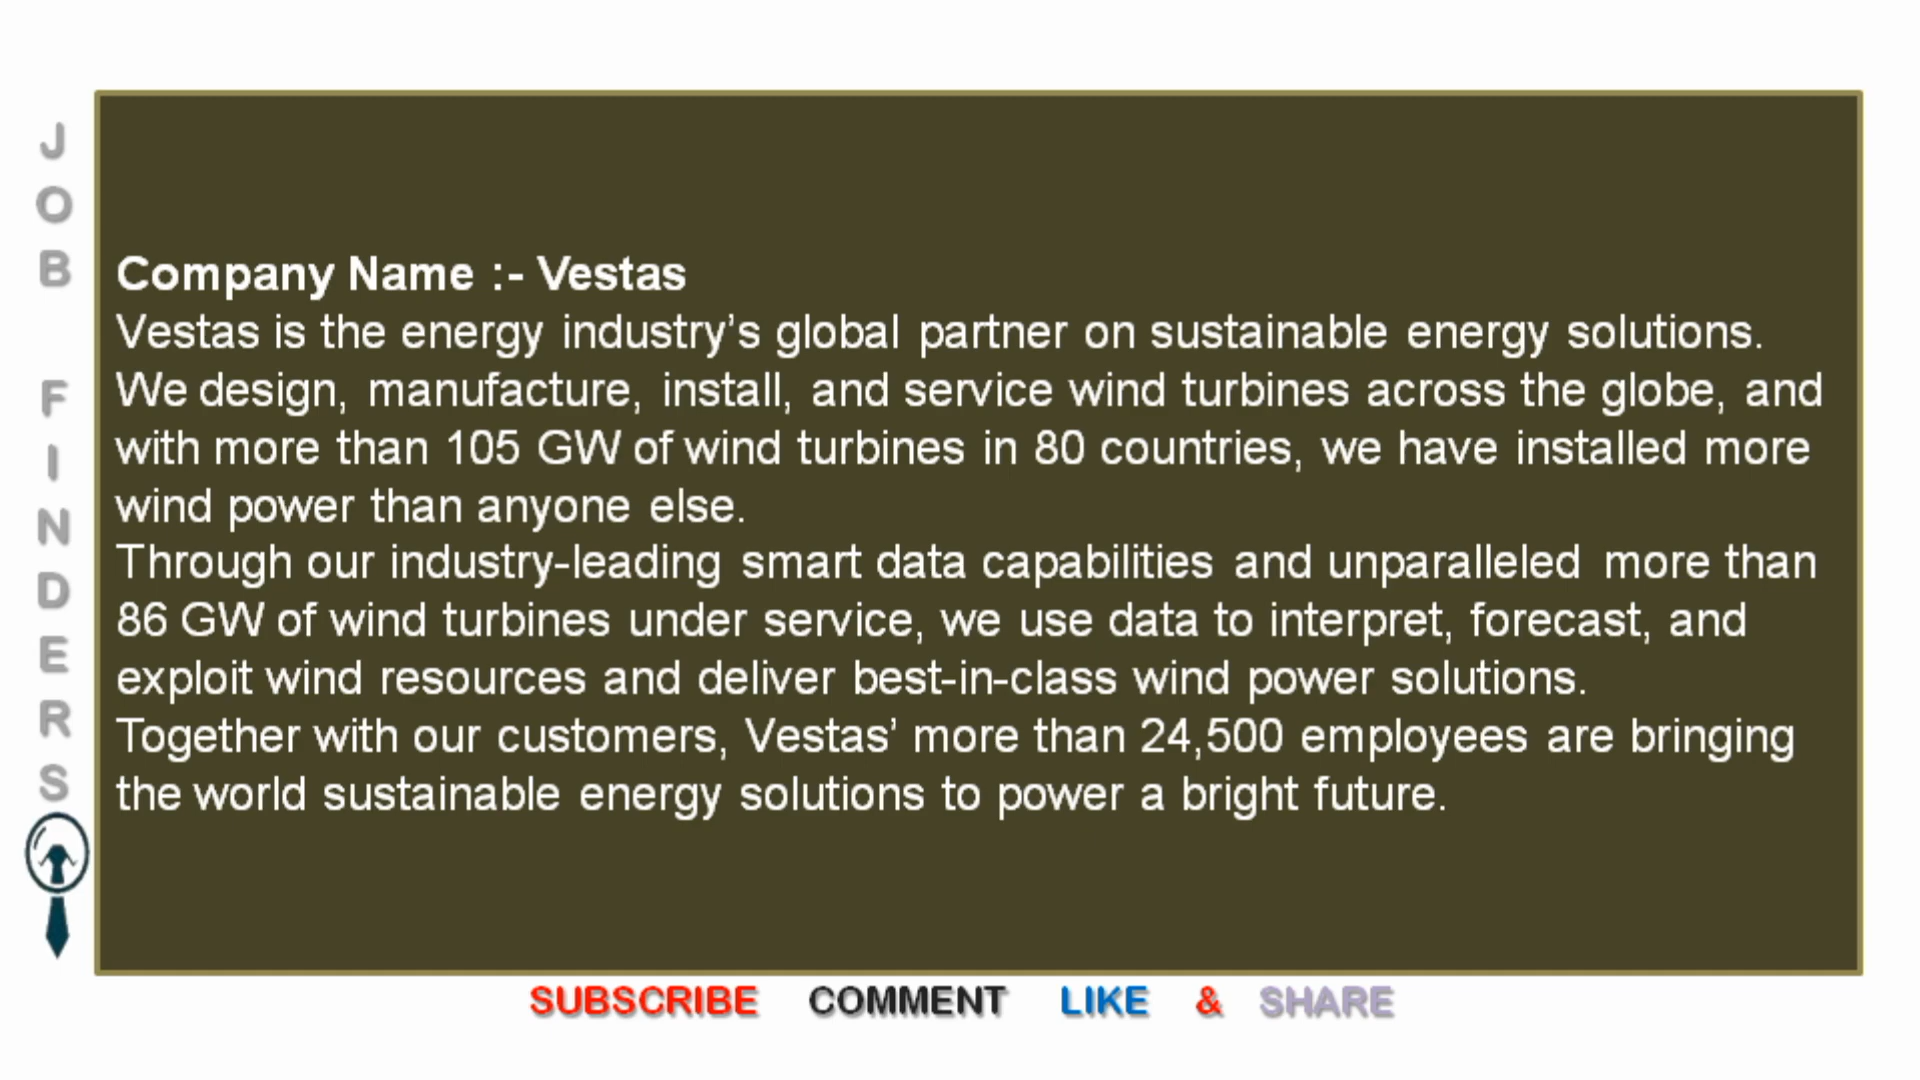 JOB FINDERS
Company Name :- Vestas
Vestas is the energy industry’s global partner on sustainable energy solutions.
We design, manufacture, install, and service wind turbines across the globe, and
with more than 105 GW of wind turbines in 80 countries, we have installed more
wind power than anyone else.
Through our industry-leading smart data capabilities and unparalleled more than
86 GW of wind turbines under service, we use data to interpret, forecast, and
exploit wind resources and deliver best-in-class wind power solutions.
Together with our customers, Vestas’ more than 24,500 employees are bringing
the world sustainable energy solutions to power a bright future.
SUBSCRIBE COMMENT LIKE & SHARE